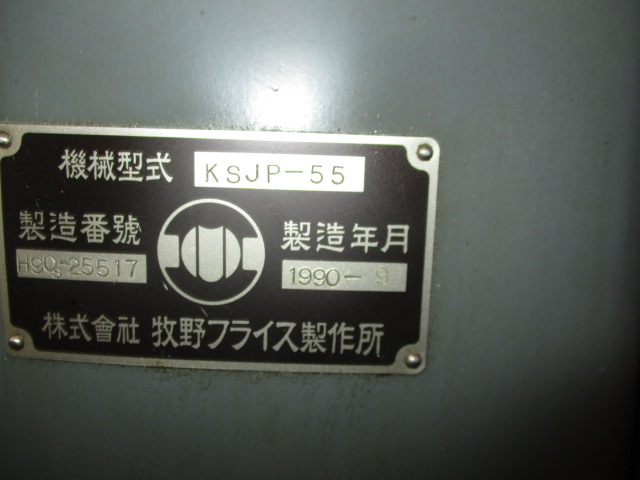 機械型式 KSJP-55
製造番號 製造年月
H90S-25517 1990-9
株式會社 牧野フライス製作所